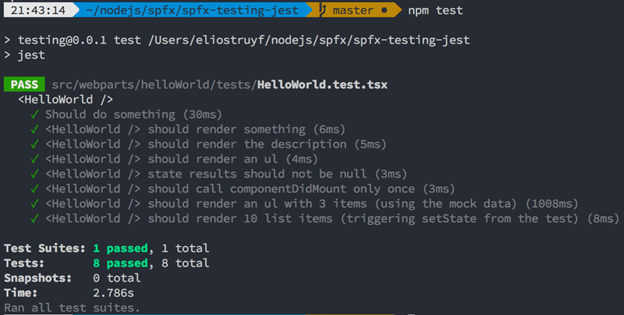 21:43:14 ~/nodejs/spfx/spfx-testing-jest master ● npm test
> testing@0.0.1 test /Users/eliostruyf/nodejs/spfx/spfx-testing-jest
> jest
PASS src/webparts/helloWorld/tests/HelloWorld.test.tsx
<HelloWorld />
✓ Should do something (30ms)
✓ <HelloWorld /> should render something (6ms)
✓ <HelloWorld /> should render the description (5ms)
✓ <HelloWorld /> should render an ul (4ms)
✓ <HelloWorld /> state results should not be null (3ms)
✓ <HelloWorld /> should call componentDidMount only once (3ms)
✓ <HelloWorld /> should render an ul with 3 items (using the mock data) (1008ms)
✓ <HelloWorld /> should render 10 list items (triggering setState from the test) (8ms)
Test Suites: 1 passed, 1 total
Tests: 8 passed, 8 total
Snapshots: 0 total
Time: 2.786s
Ran all test suites.